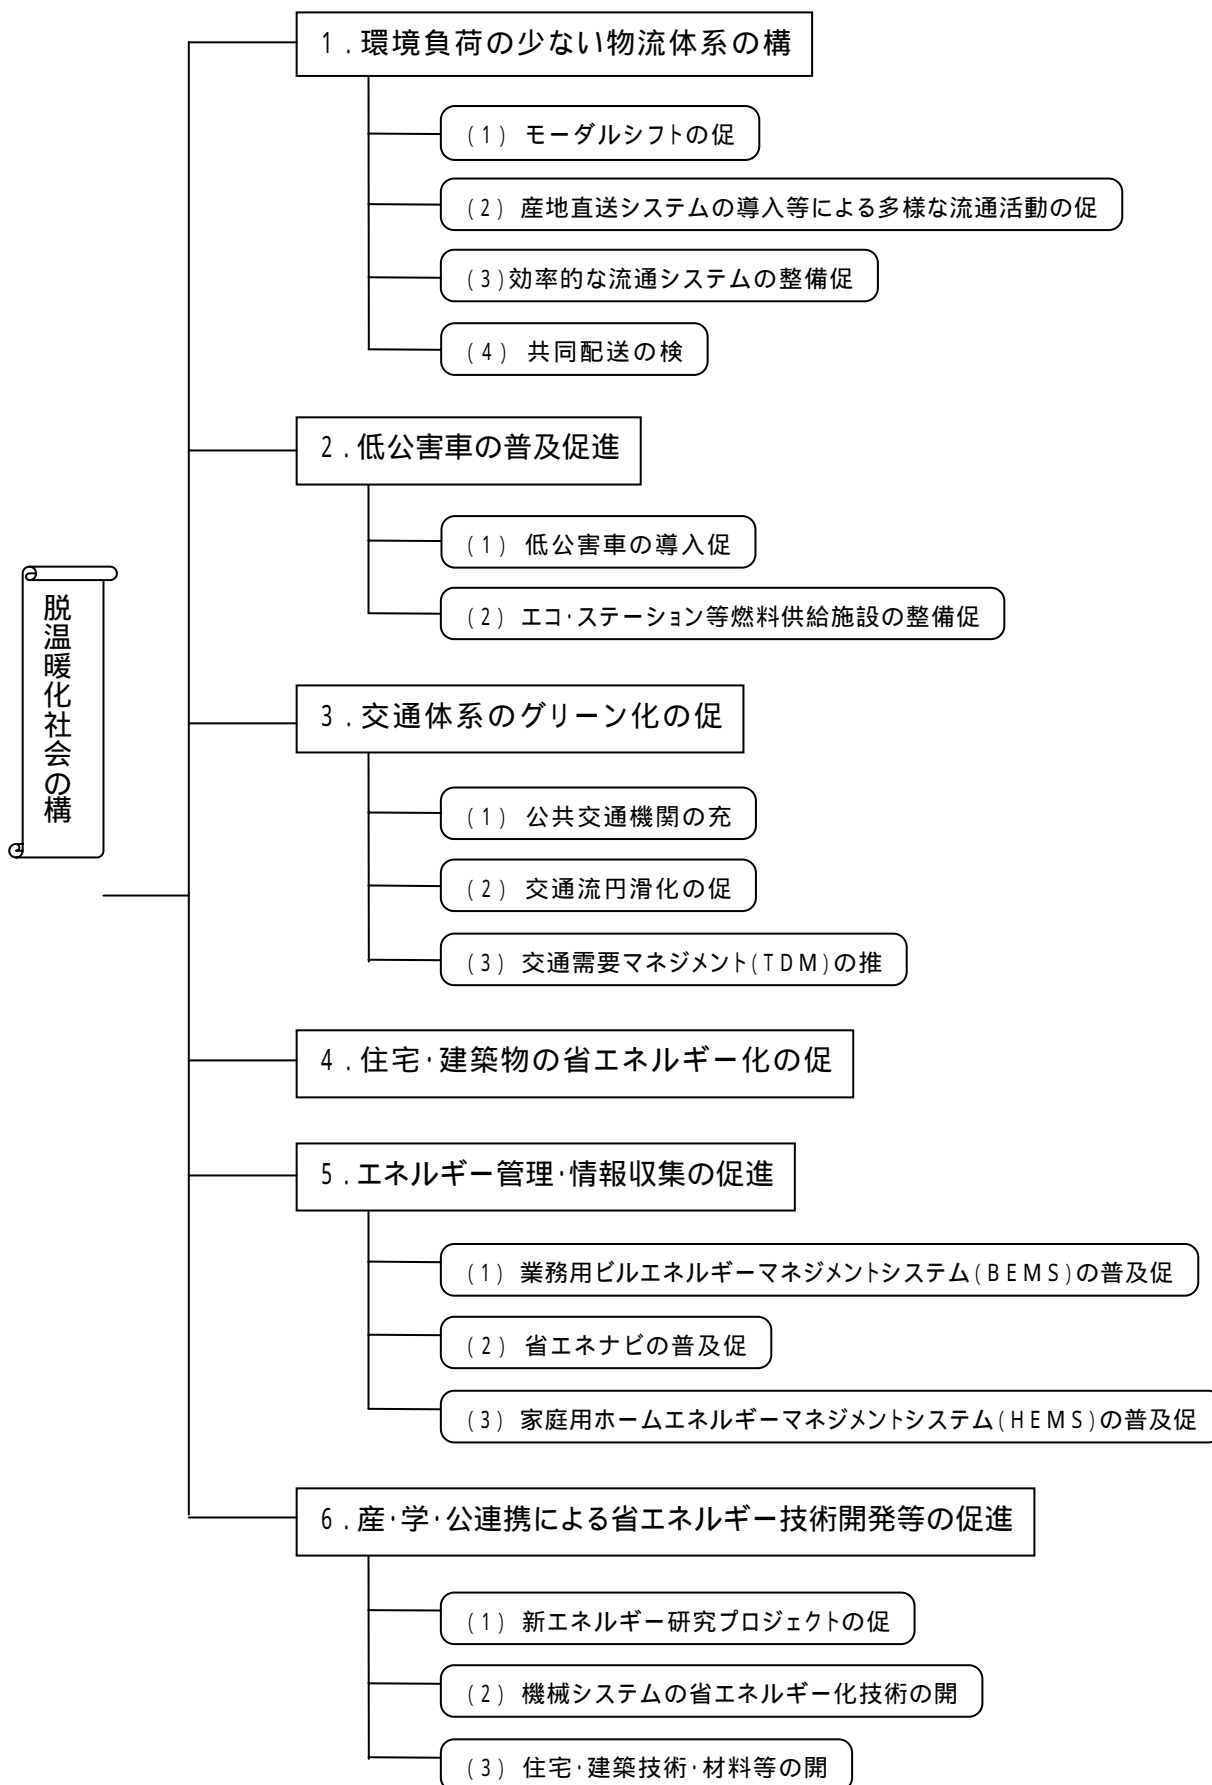 脱温暖化社会の構
1.環境負荷の少ない物流体系の構
(1) モーダルシフトの促
(2) 産地直送システムの導入等による多様な流通活動の促
(3)効率的な流通システムの整備促
(4) 共同配送の検
2.低公害車の普及促進
(1) 低公害車の導入促
(2) エコ・ステーション等燃料供給施設の整備促
3.交通体系のグリーン化の促
(1) 公共交通機関の充
(2) 交通流円滑化の促
(3) 交通需要マネジメント(TDM)の推
4.住宅・建築物の省エネルギー化の促
5.エネルギー管理・情報収集の促進
(1) 業務用ビルエネルギーマネジメントシステム(BEMS)の普及促
(2) 省エネナビの普及促
(3) 家庭用ホームエネルギーマネジメントシステム(HEMS)の普及促
6.産・学・公連携による省エネルギー技術開発等の促進
(1) 新エネルギー研究プロジェクトの促
(2) 機械システムの省エネルギー化技術の開
(3) 住宅・建築技術・材料等の開